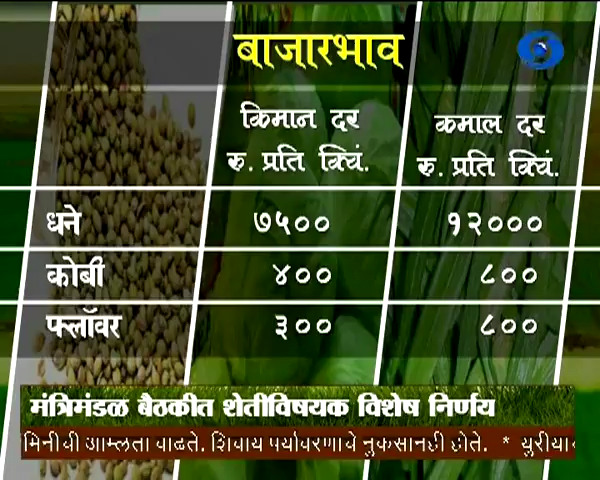 बाजारभाव
किमान दर
रु. प्रति क्विं.
कमाल दर
रु. प्रति क्विं.
धने ७५०० १२०००
कोबी ४०० ८००
फ्लॉवर ३०० ८००
मंत्रिमंडळ बैठकीत शेतीविषयक विशेष निर्णय
मिनीची आम्लता वाढते. शिवाय पर्यावरणाचे नुकसानही होते. * युरीया